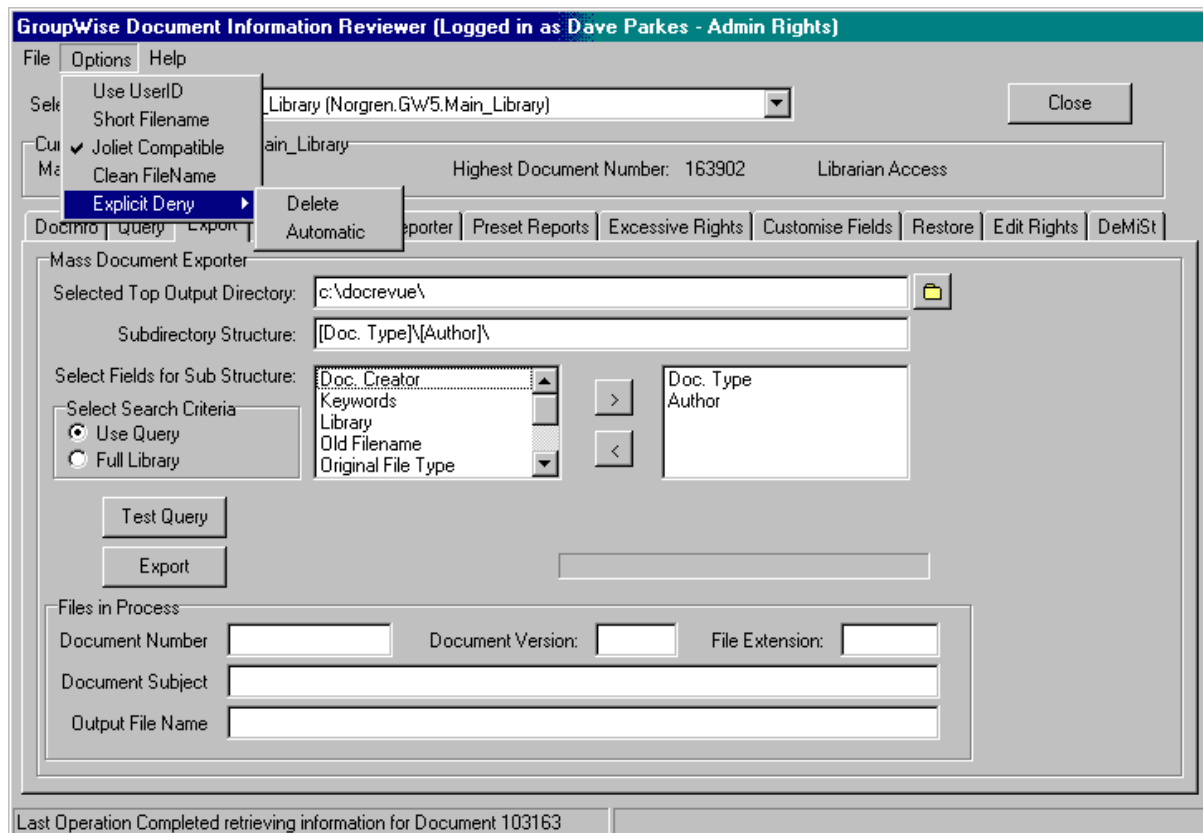 GroupWise Document Information Reviewer (Logged in as Dave Parkes - Admin Rights)
File Options Help
Use UserID
Short Filename
Joliet Compatible
Clean FileName
Explicit Deny
Delete
Automatic
Sele _Library (Norgren.GW5.Main_Library) Close
Cur ain_Library
Ma Highest Document Number: 163902 Librarian Access
DocInfo Query Export eporter Preset Reports Excessive Rights Customise Fields Restore Edit Rights DeMiSt
Mass Document Exporter
Selected Top Output Directory: c:\docrevue\
Subdirectory Structure: [Doc. Type]\[Author]\
Select Fields for Sub Structure: Doc. Creator > Doc. Type
Keywords Author
Select Search Criteria Library
Use Query Old Filename <
Full Library Original File Type
Test Query
Export
Files in Process
Document Number Document Version: File Extension:
Document Subject
Output File Name
Last Operation Completed retrieving information for Document 103163